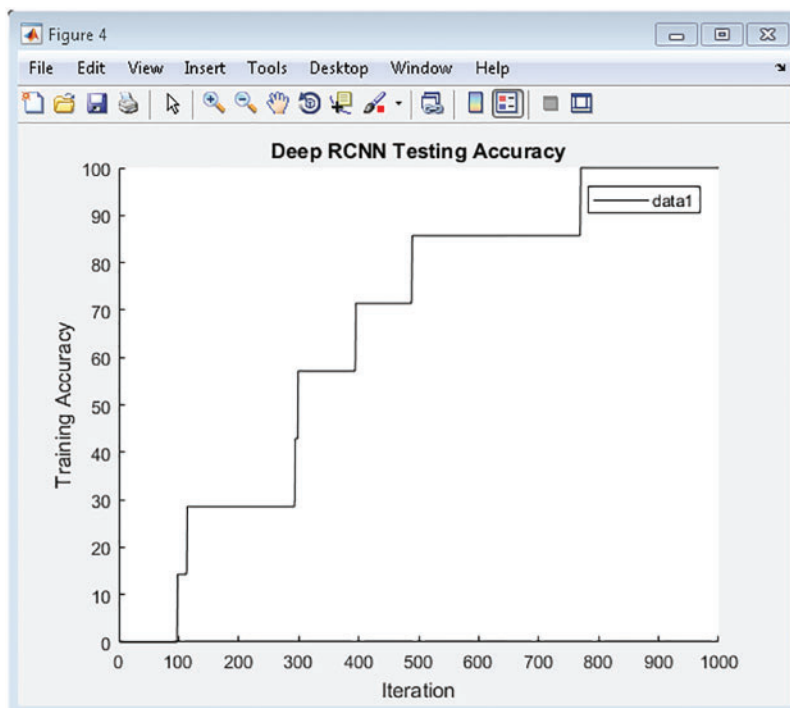 Figure 4
File Edit View Insert Tools Desktop Window Help
Deep RCNN Testing Accuracy
data1
Training Accuracy
100
90
80
70
60
50
40
30
20
10
0
0 100 200 300 400 500 600 700 800 900 1000
Iteration